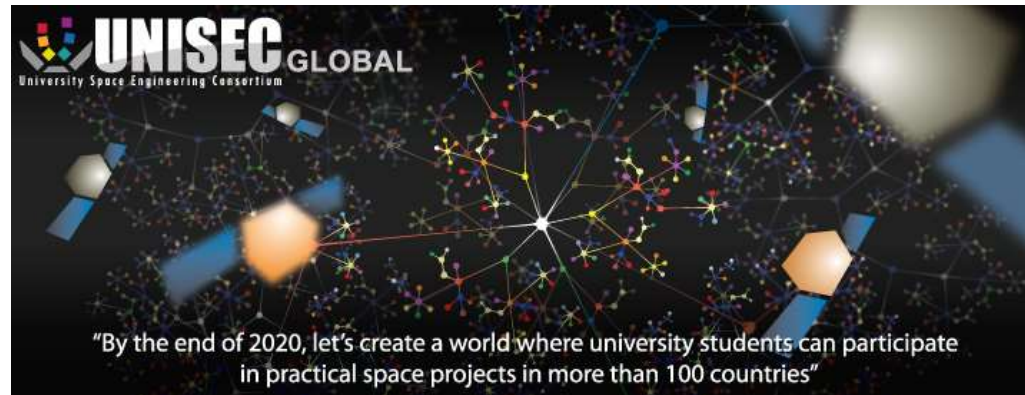 UNISEC GLOBAL
University Space Engineering Consortium
"By the end of 2020, let's create a world where university students can participate
in practical space projects in more than 100 countries"